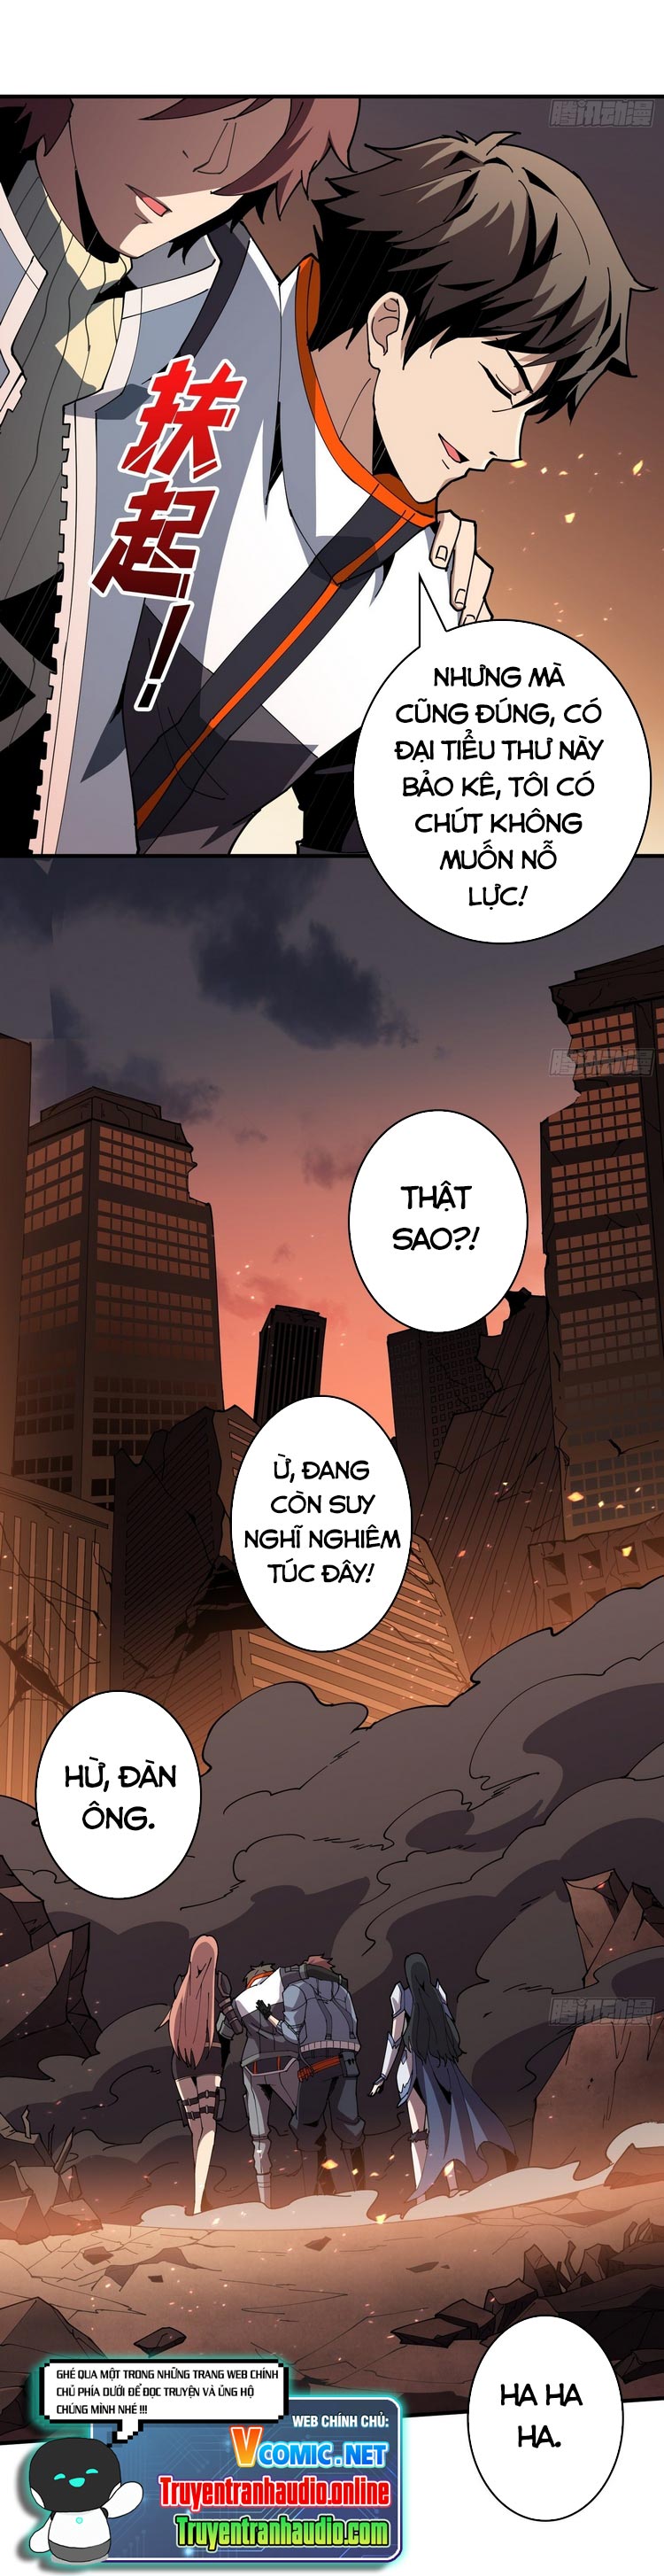 腾讯动漫
扶起!
NHƯNG MÀ
CŨNG ĐÚNG, CÓ
ĐẠI TIỂU THƯ NÀY
BẢO KÊ, TÔI CÓ
CHÚT KHÔNG
MUỐN NỖ
LỰC!
腾讯动漫
THẬT
SAO?!
Ừ, ĐANG
CÒN SUY
NGHĨ NGHIÊM
TÚC ĐÂY!
HỪ, ĐÀN
ÔNG.
腾讯动漫
HA HA
HA.
GHÉ QUA MỘT TRONG NHỮNG TRANG WEB CHÍNH
CHỦ PHÍA DƯỚI ĐỂ ĐỌC TRUYỆN VÀ ỦNG HỘ
CHÚNG MÌNH NHÉ !!!
WEB CHÍNH CHỦ:
VCOMIC.NET
Truyentranhaudio.online
Truyentranhaudio.com